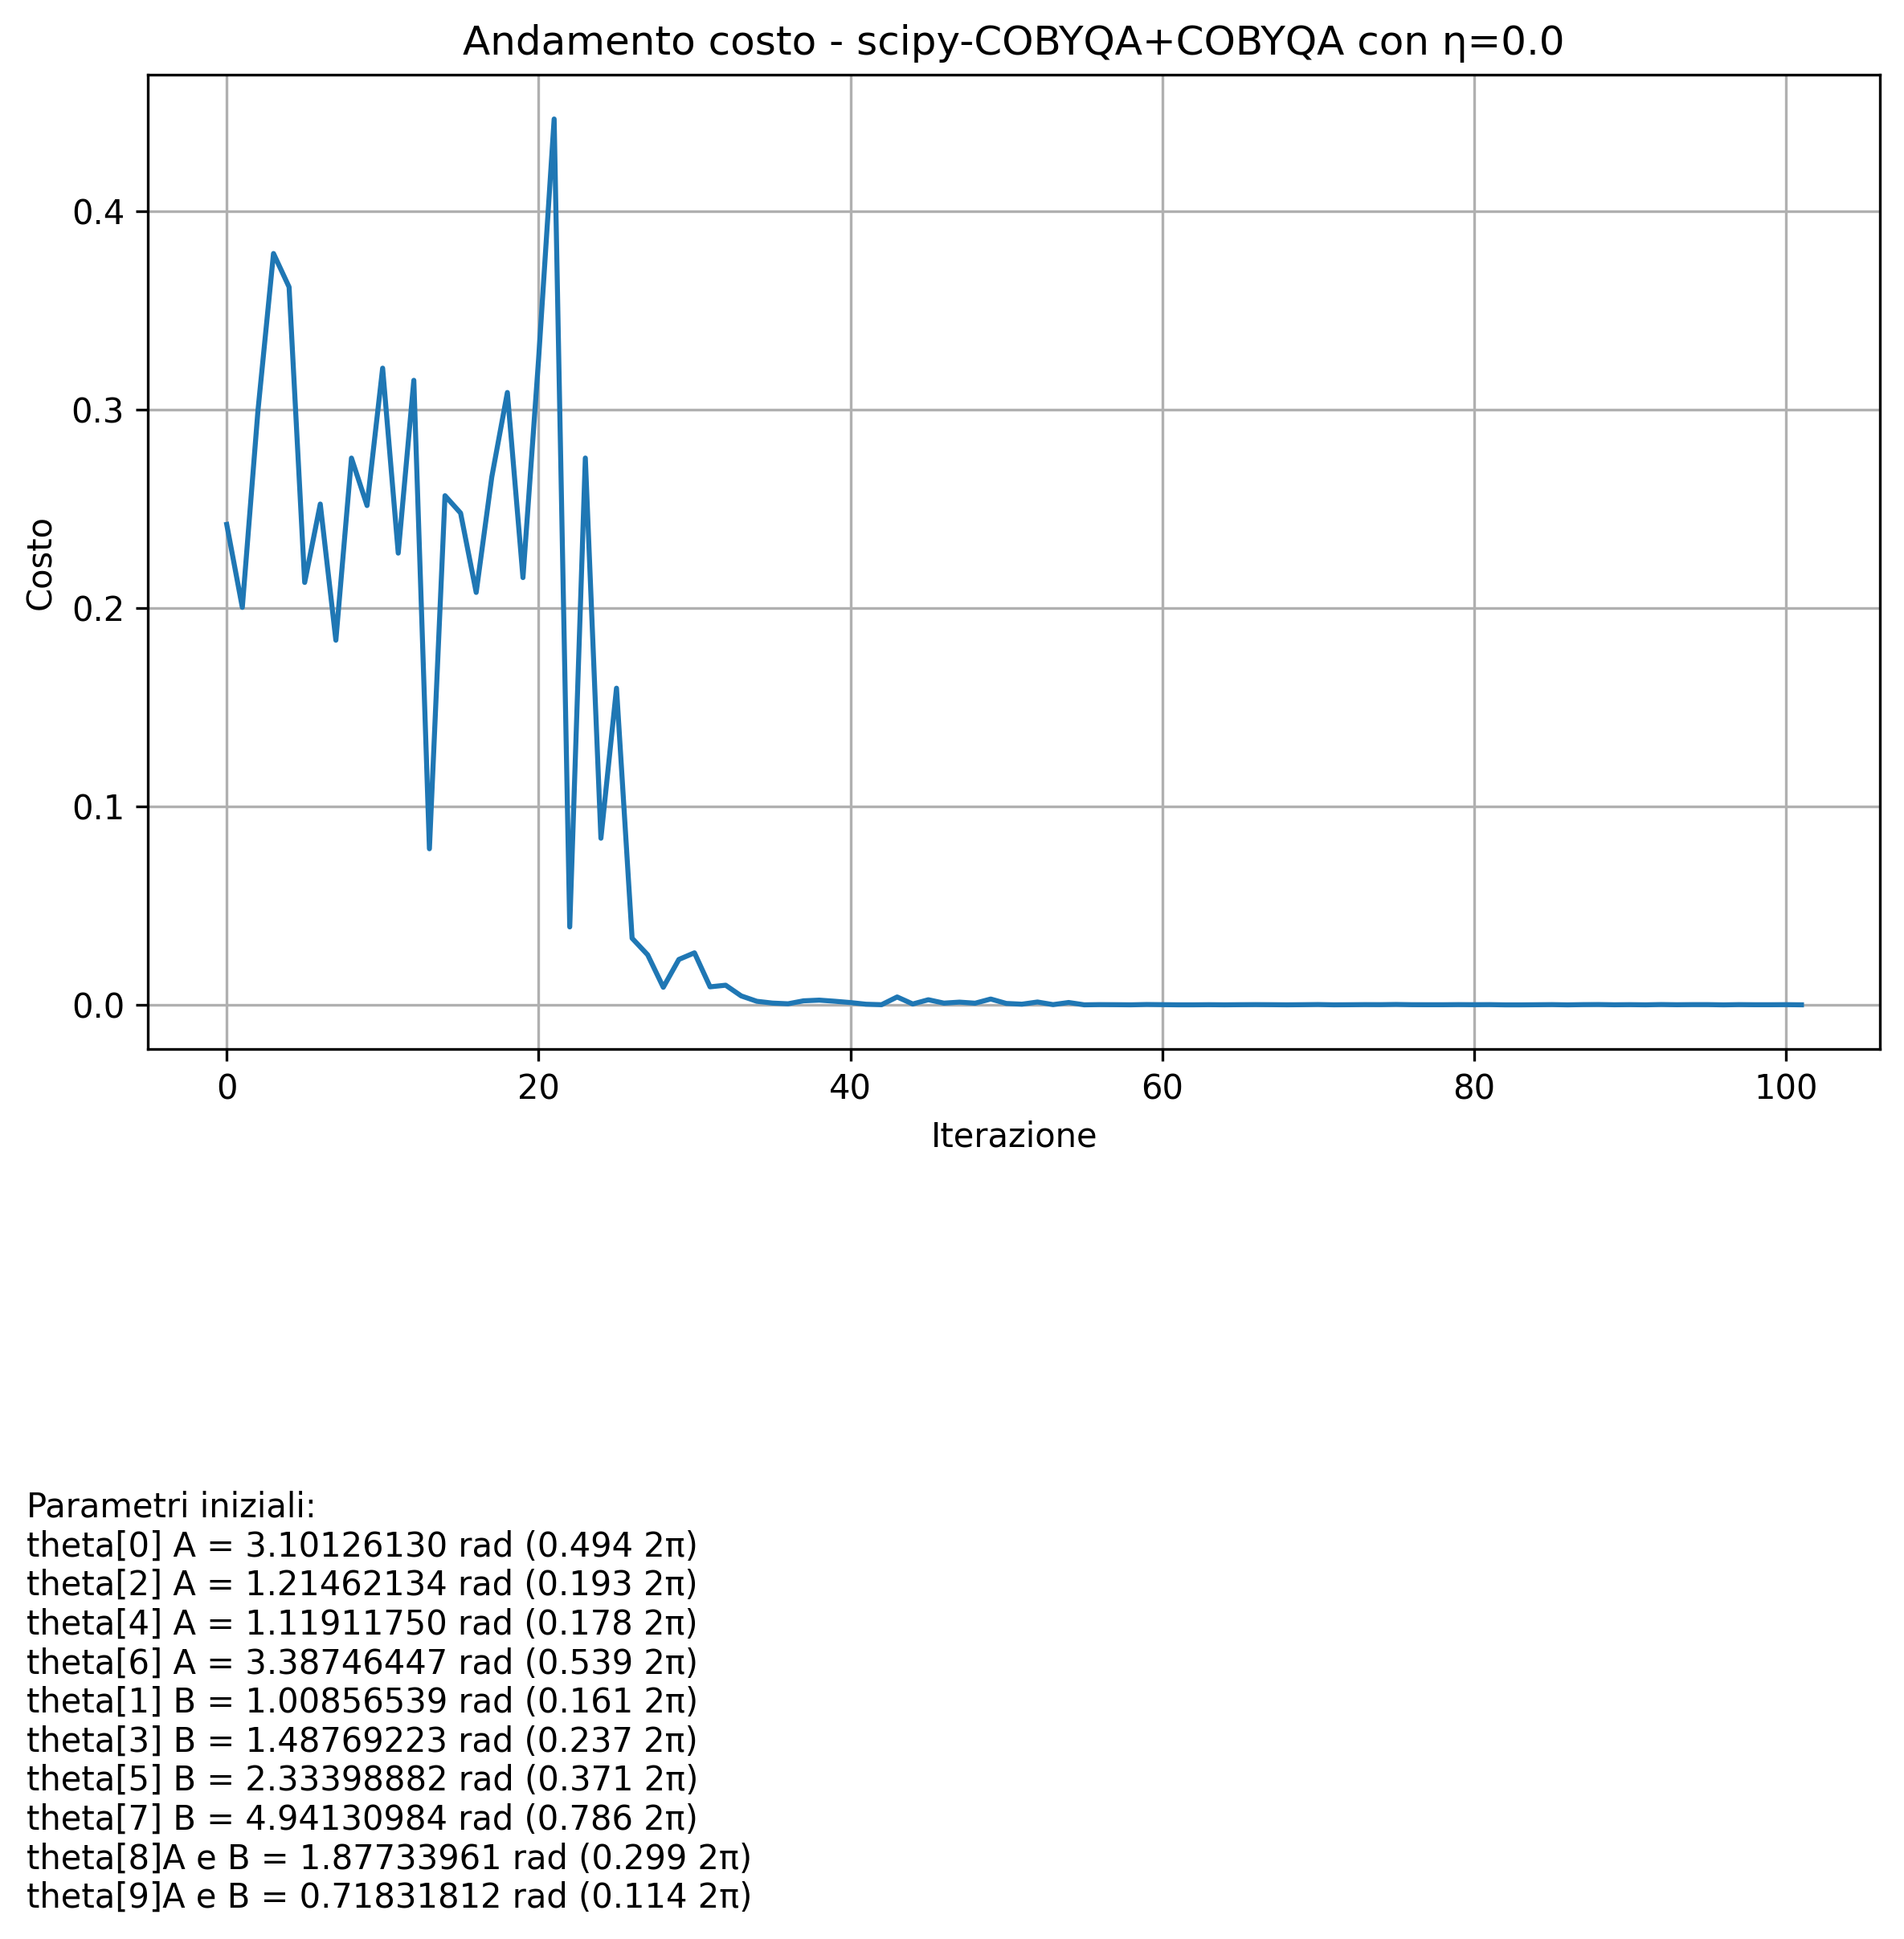 Andamento costo - scipy-COBYQA+COBYQA con η=0.0
Costo
0.4
0.3
0.2
0.1
0.0
0 20 40 60 80 100
Iterazione
Parametri iniziali:
theta[0] A = 3.10126130 rad (0.494 2π)
theta[2] A = 1.21462134 rad (0.193 2π)
theta[4] A = 1.11911750 rad (0.178 2π)
theta[6] A = 3.38746447 rad (0.539 2π)
theta[1] B = 1.00856539 rad (0.161 2π)
theta[3] B = 1.48769223 rad (0.237 2π)
theta[5] B = 2.33398882 rad (0.371 2π)
theta[7] B = 4.94130984 rad (0.786 2π)
theta[8]A e B = 1.87733961 rad (0.299 2π)
theta[9]A e B = 0.71831812 rad (0.114 2π)